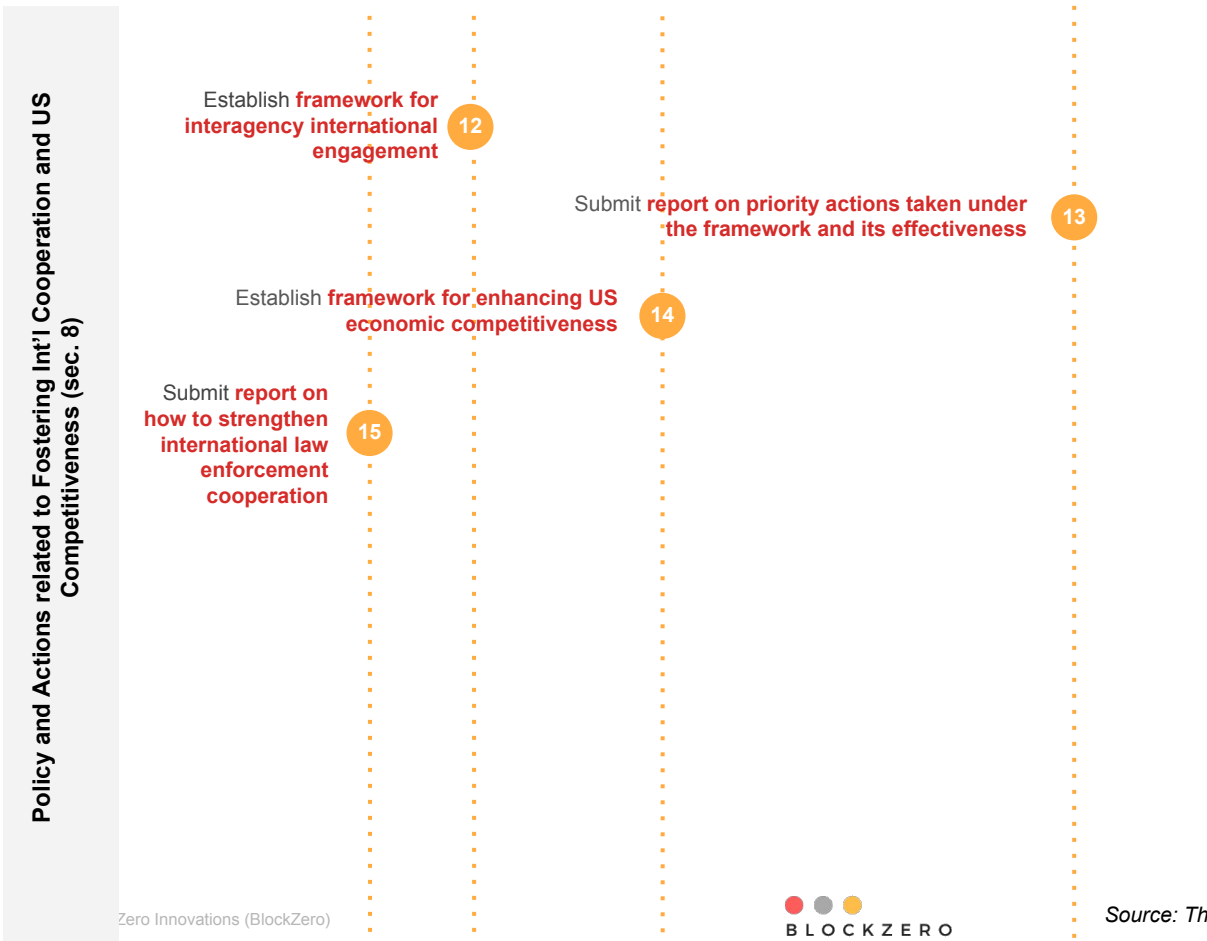 Policy and Actions related to Fostering Int'l Cooperation and US
Competitiveness (sec. 8)
Establish framework for
interagency international
engagement
12
Submit report on priority actions taken under
the framework and its effectiveness
13
Establish framework for enhancing US
economic competitiveness
14
Submit report on
how to strengthen
international law
enforcement
cooperation
15
Zero Innovations (BlockZero)
BLOCKZERO
Source: Th